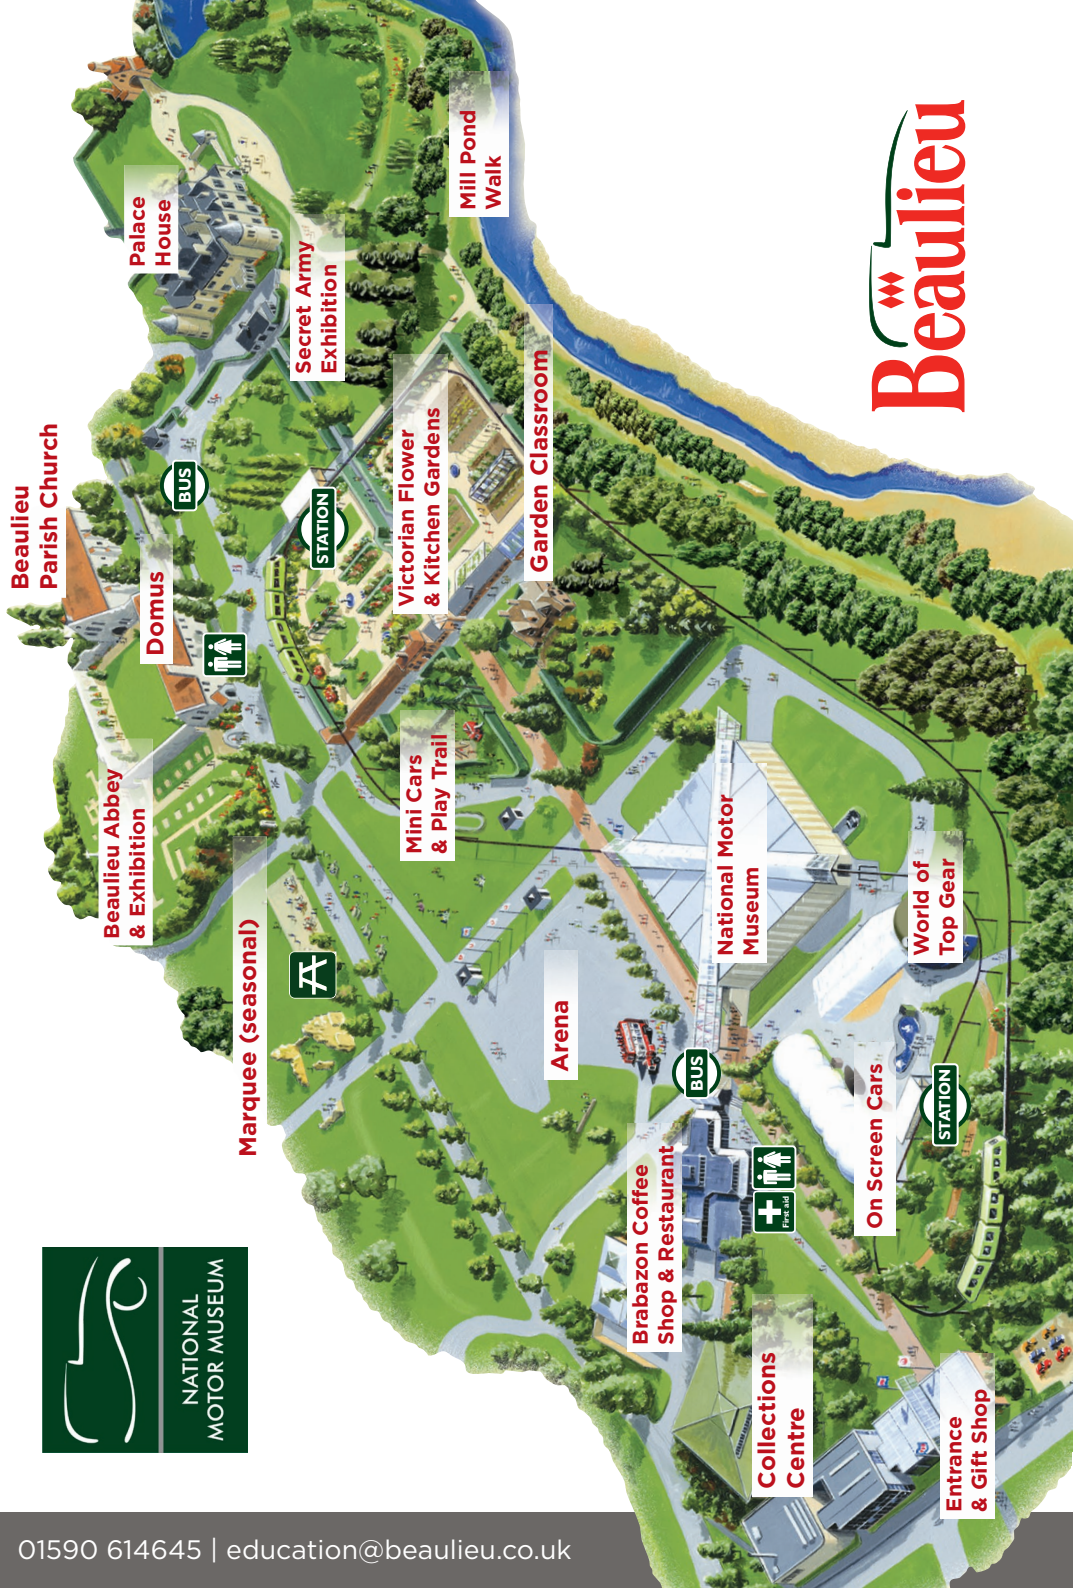 Beaulieu
Parish Church
Palace
House
Mill Pond
Walk
Secret Army
Exhibition
BUS
STATION
Victorian Flower
& Kitchen Gardens
Garden Classroom
Domus
Beaulieu Abbey
& Exhibition
Mini Cars
& Play Trail
Marquee (seasonal)
National Motor
Museum
World of
Top Gear
Arena
BUS
On Screen Cars
STATION
Brabazon Coffee
Shop & Restaurant
First aid
Collections
Centre
Entrance
& Gift Shop
Beaulieu
NATIONAL
MOTOR MUSEUM
01590 614645 | education@beaulieu.co.uk